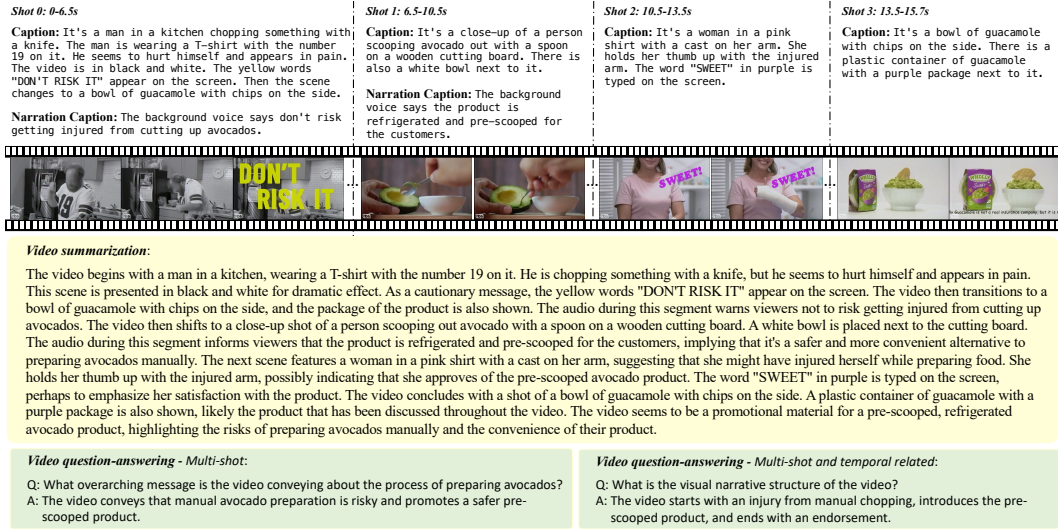 Shot 0: 0-6.5s
Caption: It's a man in a kitchen chopping something with
a knife. The man is wearing a T-shirt with the number
19 on it. He seems to hurt himself and appears in pain.
The video is in black and white. The yellow words
"DON'T RISK IT" appear on the screen. Then the scene
changes to a bowl of guacamole with chips on the side.
Narration Caption: The background voice says don't risk
getting injured from cutting up avocados.
Shot 1: 6.5-10.5s
Caption: It's a close-up of a person
scooping avocado out with a spoon
on a wooden cutting board. There is
also a white bowl next to it.
Narration Caption: The background
voice says the product is
refrigerated and pre-scooped for
the customers.
Shot 2: 10.5-13.5s
Caption: It's a woman in a pink
shirt with a cast on her arm. She
holds her thumb up with the injured
arm. The word "SWEET" in purple is
typed on the screen.
Shot 3: 13.5-15.7s
Caption: It's a bowl of guacamole
with chips on the side. There is a
plastic container of guacamole
with a purple package next to it.
19
DON'T
RISK IT
SWEET!
SWEET!
WHOLLY
WHOLLY
Video summarization:
The video begins with a man in a kitchen, wearing a T-shirt with the number 19 on it. He is chopping something with a knife, but he seems to hurt himself and appears in pain.
This scene is presented in black and white for dramatic effect. As a cautionary message, the yellow words "DON'T RISK IT" appear on the screen. The video then transitions to a
bowl of guacamole with chips on the side, and the package of the product is also shown. The audio during this segment warns viewers not to risk getting injured from cutting up
avocados. The video then shifts to a close-up shot of a person scooping out avocado with a spoon on a wooden cutting board. A white bowl is placed next to the cutting board.
The audio during this segment informs viewers that the product is refrigerated and pre-scooped for the customers, implying that it's a safer and more convenient alternative to
preparing avocados manually. The next scene features a woman in a pink shirt with a cast on her arm, suggesting that she might have injured herself while preparing food. She
holds her thumb up with the injured arm, possibly indicating that she approves of the pre-scooped avocado product. The word "SWEET" in purple is typed on the screen,
perhaps to emphasize her satisfaction with the product. The video concludes with a shot of a bowl of guacamole with chips on the side. A plastic container of guacamole with a
purple package is also shown, likely the product that has been discussed throughout the video. The video seems to be a promotional material for a pre-scooped, refrigerated
avocado product, highlighting the risks of preparing avocados manually and the convenience of their product.
Video question-answering - Multi-shot:
Q: What overarching message is the video conveying about the process of preparing avocados?
A: The video conveys that manual avocado preparation is risky and promotes a safer pre-
scooped product.
Video question-answering - Multi-shot and temporal related:
Q: What is the visual narrative structure of the video?
A: The video starts with an injury from manual chopping, introduces the pre-
scooped product, and ends with an endorsement.